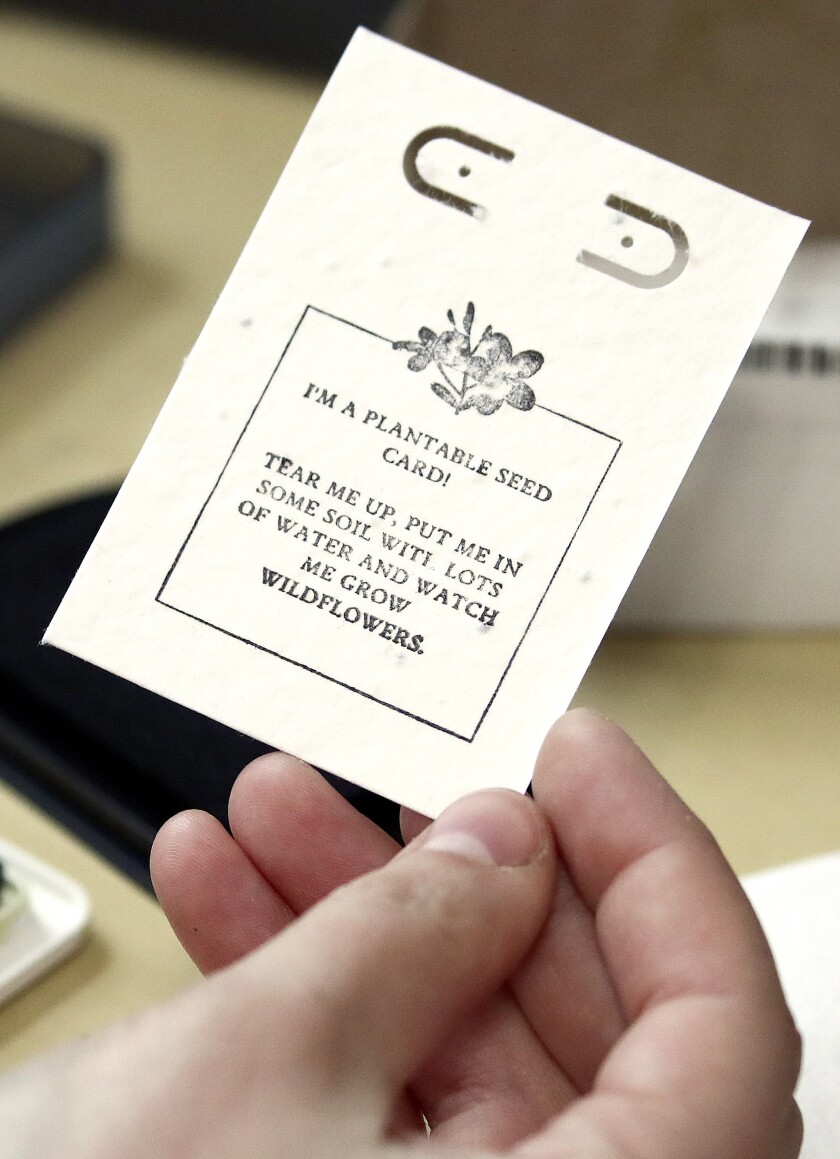 I'M A PLANTABLE SEED
CARD!
TEAR ME UP, PUT ME IN
SOME SOIL WITH LOTS
OF WATER AND WATCH
ME GROW
WILDFLOWERS.